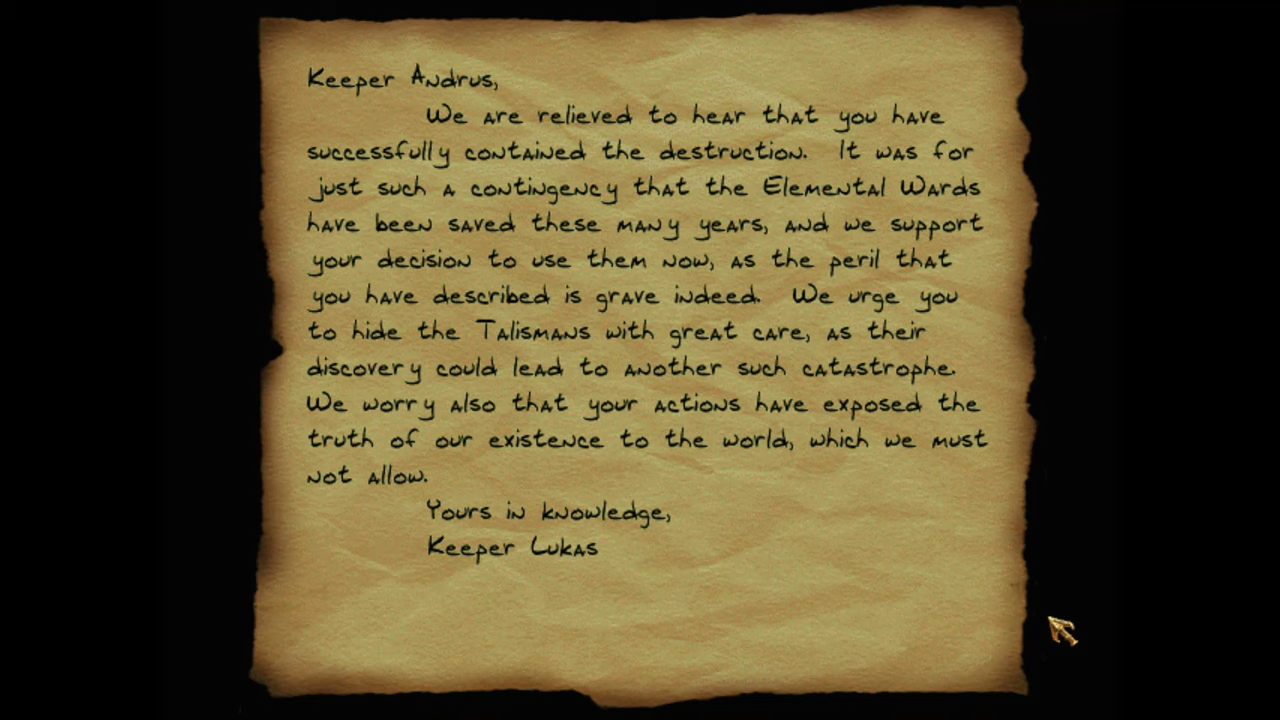 Keeper Andrus,
We are relieved to hear that you have
successfully contained the destruction. It was for
just such a contingency that the Elemental Wards
have been saved these many years, and we support
your decision to use them now, as the peril that
you have described is grave indeed. We urge you
to hide the Talismans with great care, as their
discovery could lead to another such catastrophe.
We worry also that your actions have exposed the
truth of our existence to the world, which we must
not allow.
Yours in knowledge,
Keeper Lukas